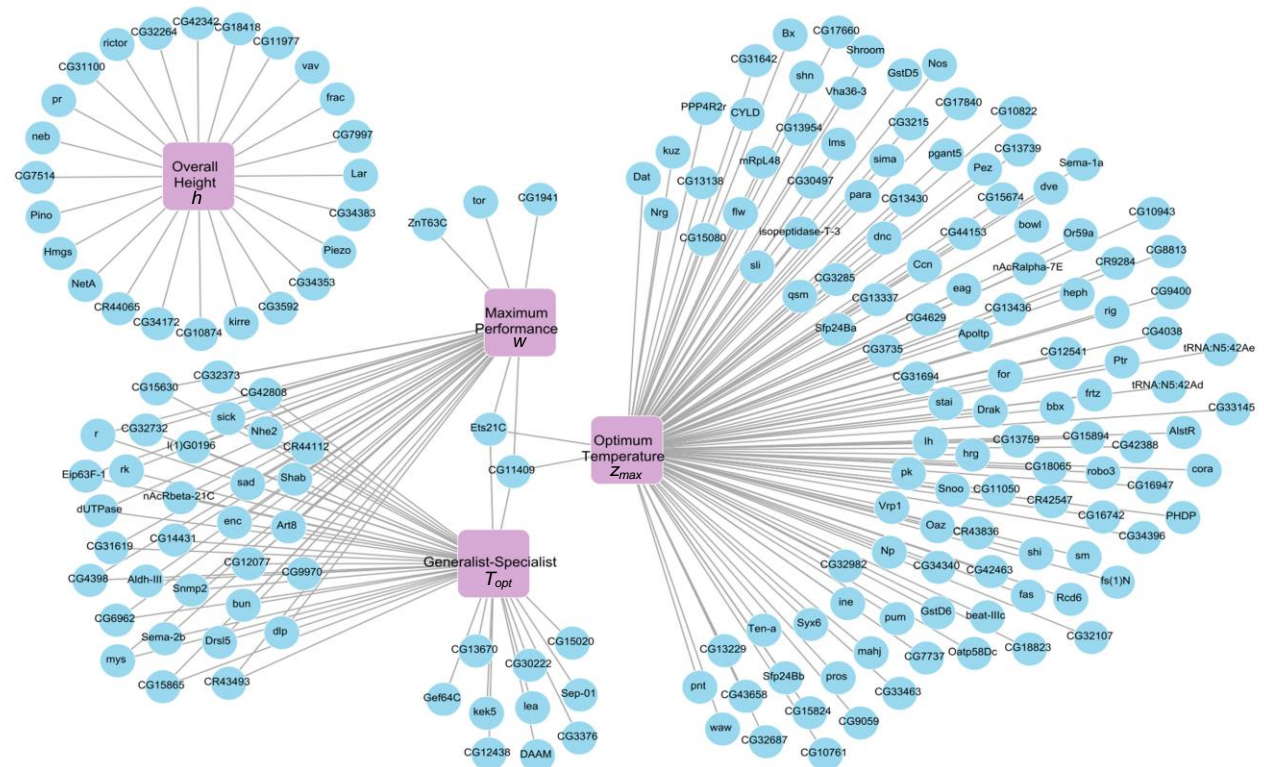 CG42342
CG32264
CG18418
rictor
CG11977
CG31100
vav
pr
frac
neb
CG7997
CG7514
Lar
Pino
CG34383
Hmgs
Piezo
NetA
CG34353
CR44065
CG3592
CG34172
kirre
CG10874
Overall
Height
h
ZnT63C
tor
CG1941
Maximum
Performance
W
CG32373
CG15630
CG42808
sick
r
CG32732
Nhe2
l(1)G0196
CR44112
Eip63F-1
rk
sad
Shab
nAcRbeta-21C
dUTPase
enc
Art8
CG31619
CG14431
CG12077
CG4398
Aldh-III
CG9970
Snmp2
CG6962
bun
Sema-2b
Drsl5
dlp
mys
CG15865
CR43493
Ets21C
CG11409
Generalist-Specialist
Topt
CG13670
CG15020
CG30222
Gef64C
Sep-01
kek5
lea
CG3376
CG12438
DAAM
Optimum
Temperature
Zmax
Bx
CG17660
CG31642
Shroom
shn
GstD5
Nos
PPP4R2r
CYLD
Vha36-3
CG17840
CG13954
CG3215
CG10822
kuz
lms
mRpL48
sima
pgant5
CG13739
Dat
CG13138
CG30497
Pez
Sema-1a
Nrg
para
CG13430
CG15674
dve
flw
CG15080
isopeptidase-T-3
dnc
CG44153
bowl
Or59a
CG10943
sli
CG3285
Ccn
nAcRalpha-7E
CR9284
CG8813
qsm
CG13337
eag
CG13436
heph
CG9400
Sfp24Ba
CG4629
Apoltp
rig
CG3735
CG12541
CG4038
CG31694
for
Ptr
tRNA:N5:42Ae
stai
Drak
bbx
frtz
tRNA:N5:42Ad
CG33145
Ih
hrg
CG13759
CG15894
CG42388
AlstR
pk
CG18065
robo3
cora
Snoo
CG11050
CR42547
CG16947
Vrp1
CG16742
PHDP
Oaz
CR43836
CG34396
Np
shi
sm
CG32982
CG34340
CG42463
fs(1)N
ine
fas
Rcd6
GstD6
beat-IIIc
Ten-a
Syx6
pum
CG32107
CG13229
mahj
CG7737
Oatp58Dc
CG18823
pnt
CG43658
Sfp24Bb
pros
CG33463
waw
CG15824
CG9059
CG32687
CG10761